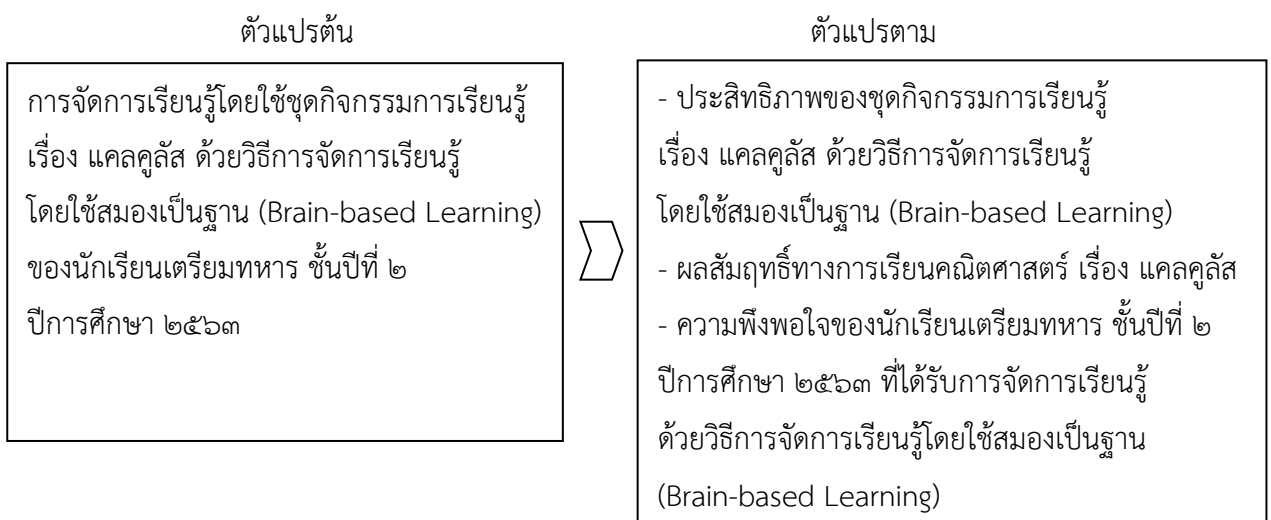 ตัวแปรต้น
การจัดการเรียนรู้โดยใช้ชุดกิจกรรมการเรียนรู้
เรื่อง แคลคูลัส ด้วยวิธีการจัดการเรียนรู้
โดยใช้สมองเป็นฐาน (Brain-based Learning)
ของนักเรียนเตรียมทหาร ชั้นปีที่ ๒
ปีการศึกษา ๒๕๖๓
ตัวแปรตาม
- ประสิทธิภาพของชุดกิจกรรมการเรียนรู้
เรื่อง แคลคูลัส ด้วยวิธีการจัดการเรียนรู้
โดยใช้สมองเป็นฐาน (Brain-based Learning)
- ผลสัมฤทธิ์ทางการเรียนคณิตศาสตร์ เรื่อง แคลคูลัส
- ความพึงพอใจของนักเรียนเตรียมทหาร ชั้นปีที่ ๒
ปีการศึกษา ๒๕๖๓ ที่ได้รับการจัดการเรียนรู้
ด้วยวิธีการจัดการเรียนรู้โดยใช้สมองเป็นฐาน
(Brain-based Learning)